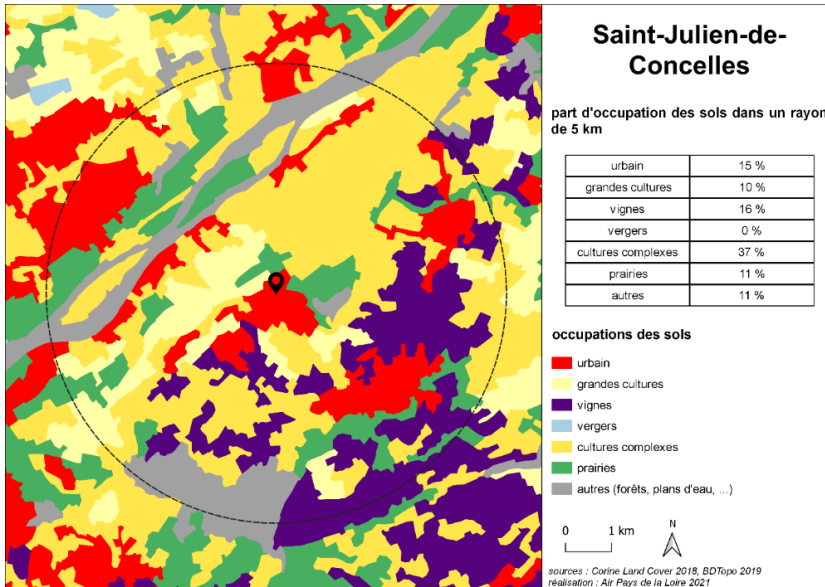 Saint-Julien-de-
Concelles
part d'occupation des sols dans un rayon
de 5 km
urbain 15 %
grandes cultures 10 %
vignes 16 %
vergers 0 %
cultures complexes 37 %
prairies 11 %
autres 11 %
occupations des sols
urbain
grandes cultures
vignes
vergers
cultures complexes
prairies
autres (forêts, plans d'eau, ...)
0 1 km
N
sources : Corine Land Cover 2018, BDTopo 2019
réalisation : Air Pays de la Loire 2021